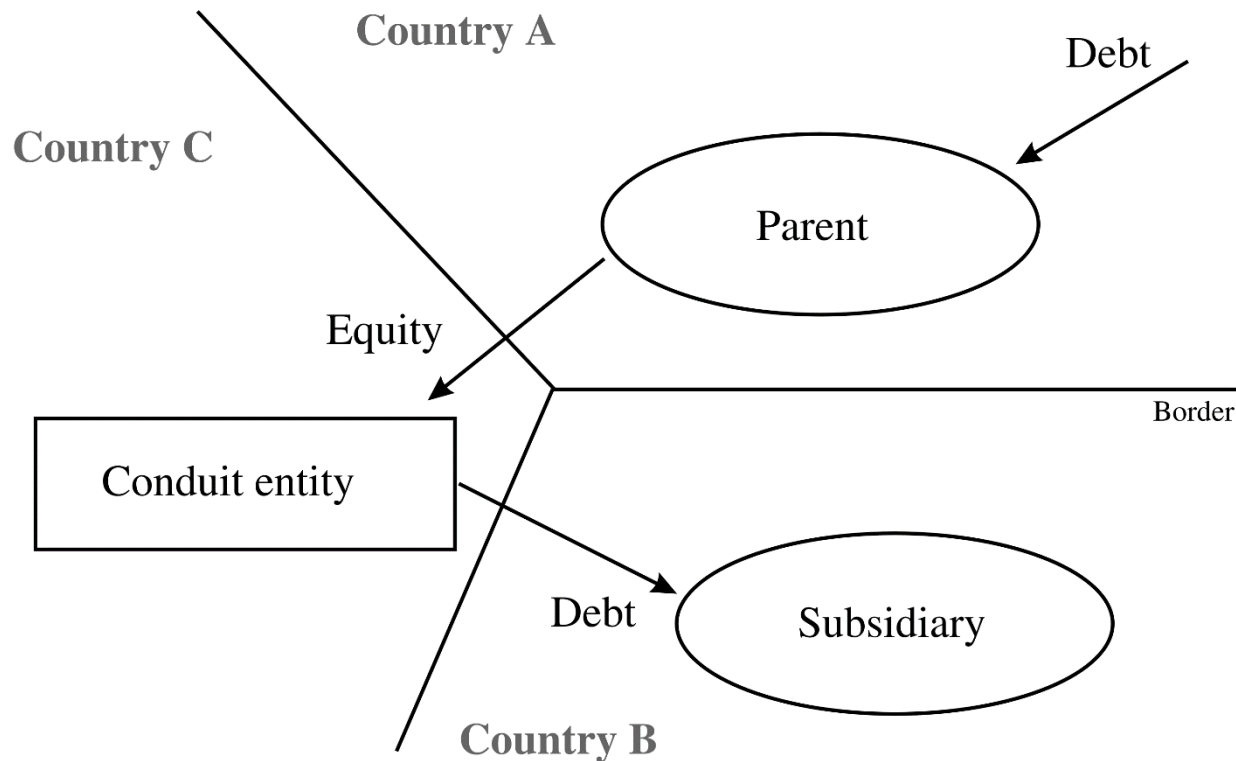 Country A
Debt
Country C
Parent
Equity
Border
Conduit entity
Debt
Subsidiary
Country B